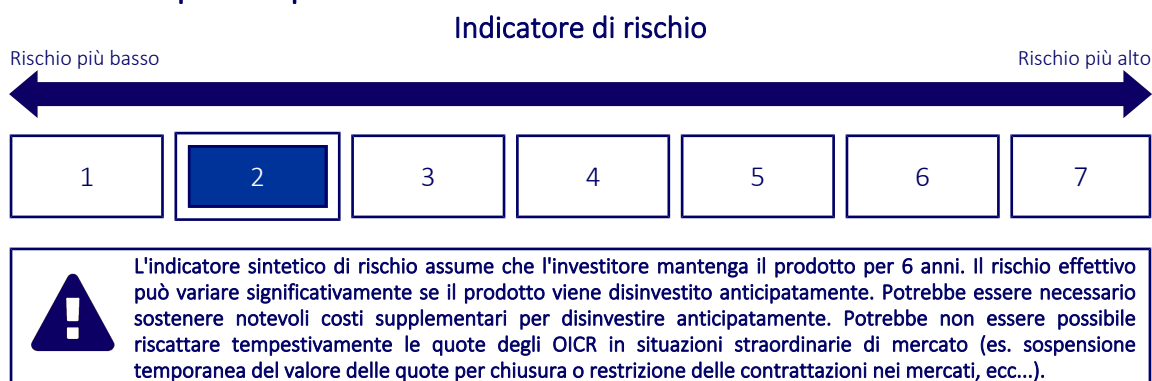 Indicatore di rischio
Rischio più basso
Rischio più alto
1
2
3
4
5
6
7
L'indicatore sintetico di rischio assume che l'investitore mantenga il prodotto per 6 anni. Il rischio effettivo
può variare significativamente se il prodotto viene disinvestito anticipatamente. Potrebbe essere necessario
sostenere notevoli costi supplementari per disinvestire anticipatamente. Potrebbe non essere possibile
riscattare tempestivamente le quote degli OICR in situazioni straordinarie di mercato (es. sospensione
temporanea del valore delle quote per chiusura o restrizione delle contrattazioni nei mercati, ecc...).